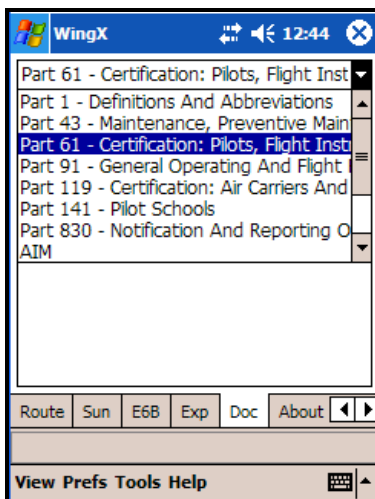 WingX 12:44
Part 61 - Certification: Pilots, Flight Inst
Part 1 - Definitions And Abbreviations
Part 43 - Maintenance, Preventive Main
Part 61 - Certification: Pilots, Flight Instr
Part 91 - General Operating And Flight
Part 119 - Certification: Air Carriers And
Part 141 - Pilot Schools
Part 830 - Notification And Reporting O
AIM
Route Sun E6B Exp Doc About
View Prefs Tools Help